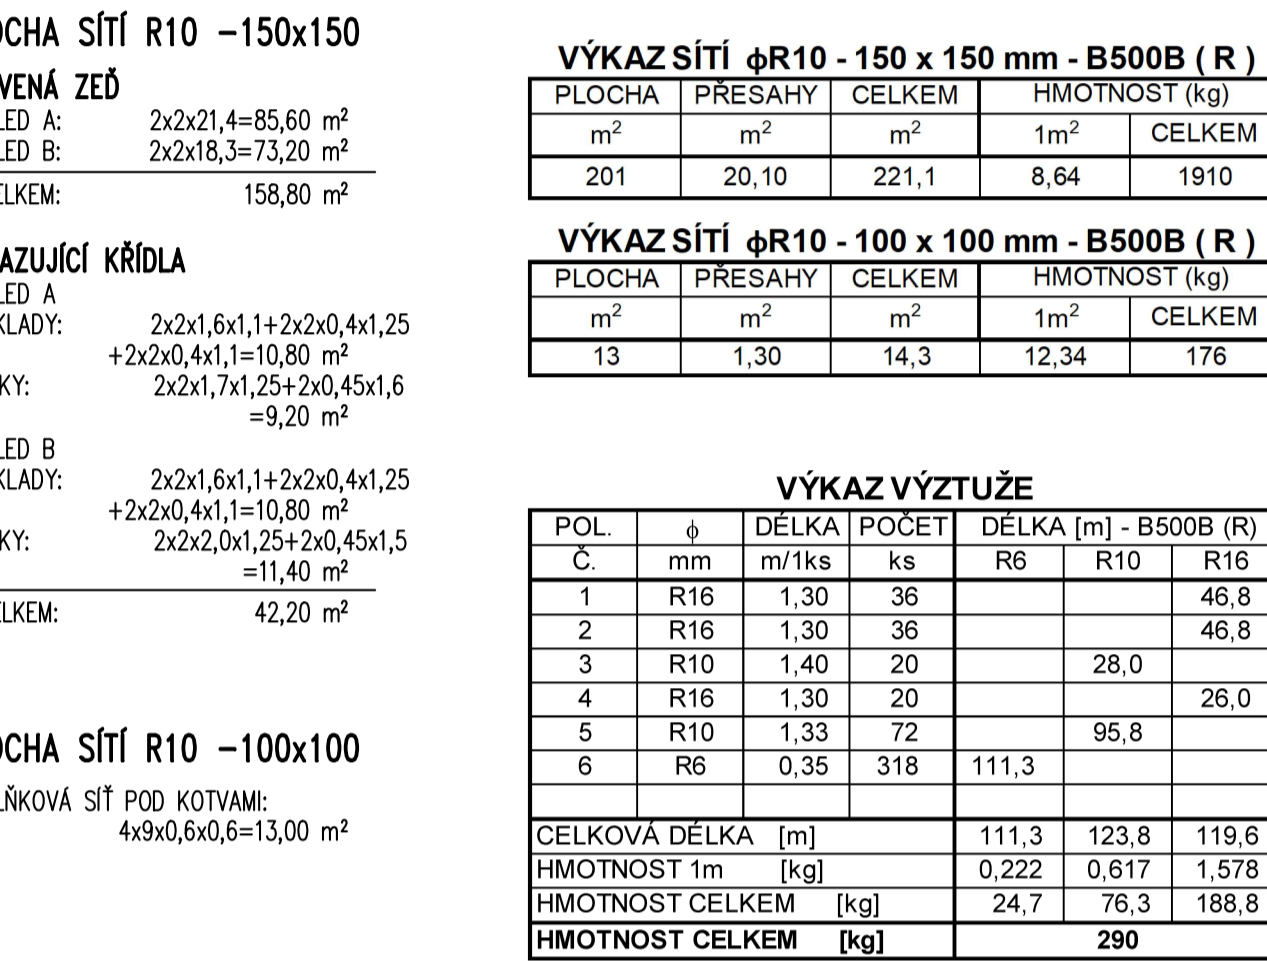 OCHA SÍTÍ R10 –150x150
VENÁ ZEĎ
LED A: 2x2x21,4=85,60 m²
LED B: 2x2x18,3=73,20 m²
ELKEM: 158,80 m²
AZUJÍCÍ KŘÍDLA
LED A
KLADY: 2x2x1,6x1,1+2x2x0,4x1,25
+2x2x0,4x1,1=10,80 m²
KY: 2x2x1,7x1,25+2x0,45x1,6
=9,20 m²
LED B
KLADY: 2x2x1,6x1,1+2x2x0,4x1,25
+2x2x0,4x1,1=10,80 m²
KY: 2x2x2,0x1,25+2x0,45x1,5
=11,40 m²
ELKEM: 42,20 m²
OCHA SÍTÍ R10 –100x100
LŇKOVÁ SÍŤ POD KOTVAMI:
4x9x0,6x0,6=13,00 m²
VÝKAZ SÍTÍ ϕR10 - 150 x 150 mm - B500B ( R )
PLOCHA PŘESAHY CELKEM HMOTNOST (kg)
m² m² m² 1m² CELKEM
201 20,10 221,1 8,64 1910
VÝKAZ SÍTÍ ϕR10 - 100 x 100 mm - B500B ( R )
PLOCHA PŘESAHY CELKEM HMOTNOST (kg)
m² m² m² 1m² CELKEM
13 1,30 14,3 12,34 176
VÝKAZ VÝZTUŽE
POL. ϕ DÉLKA POČET DÉLKA [m] - B500B (R)
Č. mm m/1ks ks R6 R10 R16
1 R16 1,30 36 46,8
2 R16 1,30 36 46,8
3 R10 1,40 20 28,0
4 R16 1,30 20 26,0
5 R10 1,33 72 95,8
6 R6 0,35 318 111,3
CELKOVÁ DÉLKA [m] 111,3 123,8 119,6
HMOTNOST 1m [kg] 0,222 0,617 1,578
HMOTNOST CELKEM [kg] 24,7 76,3 188,8
HMOTNOST CELKEM [kg] 290